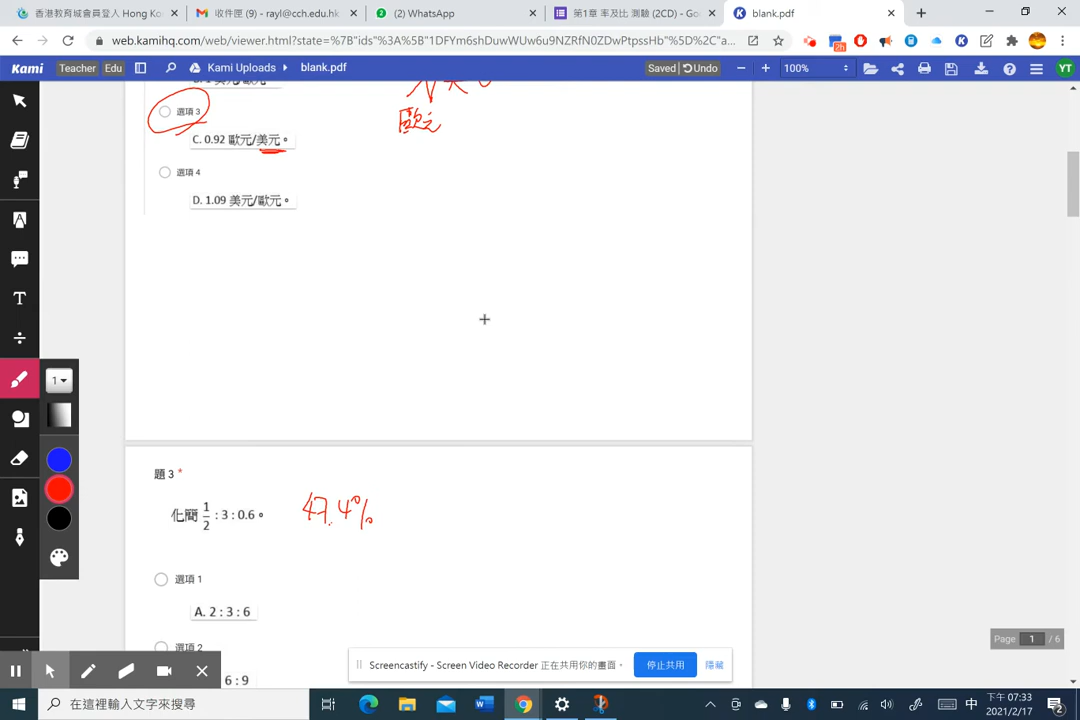 香港教育城會員登入 Hong Ko
收件匣 (9) - rayl@cch.edu.hk
(2) WhatsApp
第1章 率及比 測驗 (2CD) - Go
blank.pdf
web.kamihq.com/web/viewer.html?state=%7B"ids"%3A%5B"1DFYm6shDuwWUw6u9NZRfN0ZDwPtpssHb"%5D%2C"a...
2h
Kami Teacher Edu Kami Uploads blank.pdf Saved Undo 100% YT
選項 3
歐元
C. 0.92 歐元/美元。
選項 4
D. 1.09 美元/歐元。
1
題 3 *
化簡 1/2 : 3 : 0.6。 47.4%
選項 1
A. 2 : 3 : 6
選項 2
6 : 9
Page 1 / 6
Screencastify - Screen Video Recorder 正在共用你的畫面。 停止共用 隱藏
在這裡輸入文字來搜尋
中
下午 07:33
2021/2/17
2